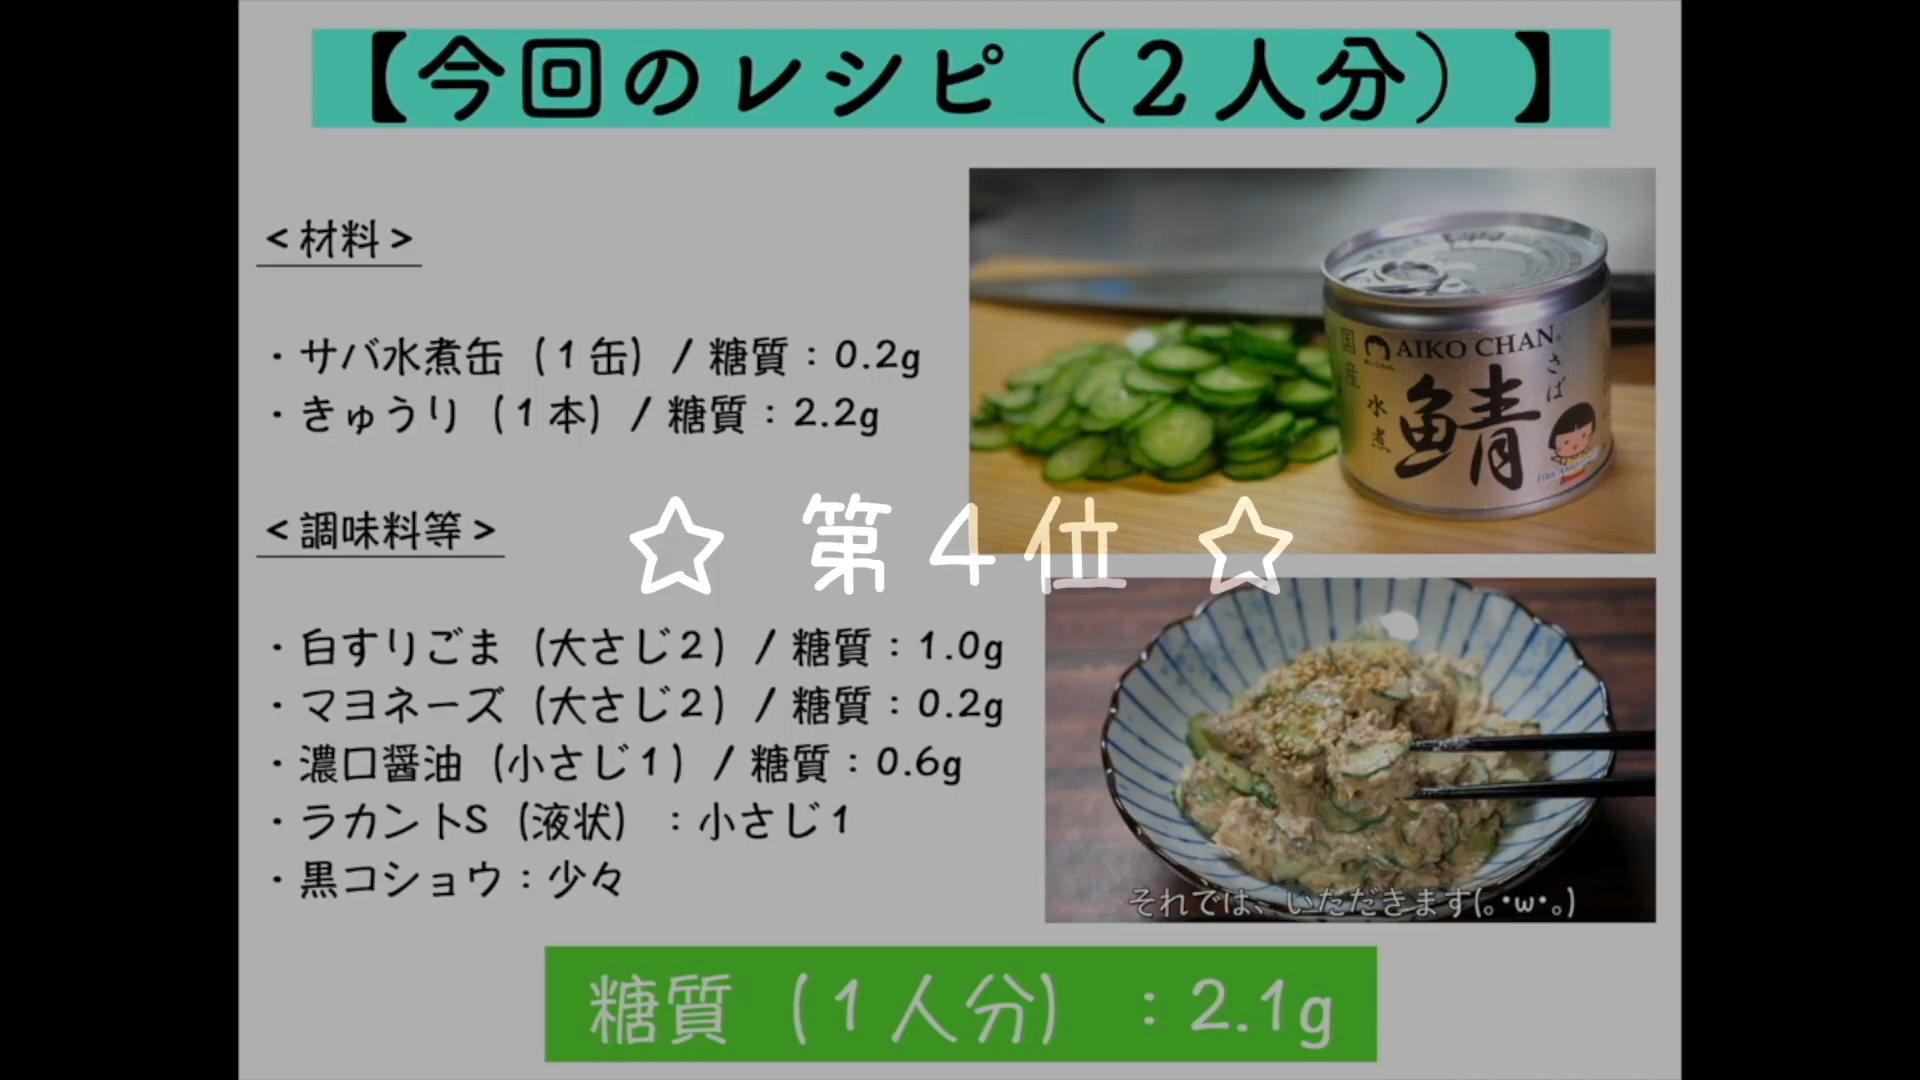 【今回のレシピ（２人分）】
＜材料＞
・サバ水煮缶（１缶）/ 糖質：0.2g
・きゅうり（１本）/ 糖質：2.2g
＜調味料等＞
・白すりごま（大さじ２）/ 糖質：1.0g
・マヨネーズ（大さじ２）/ 糖質：0.2g
・濃口醤油（小さじ１）/ 糖質：0.6g
・ラカントS（液状）：小さじ１
・黒コショウ：少々
☆ 第４位 ☆
国産
AIKO CHAN
さば
水煮
鯖
それでは、いただきます(｡･ω･｡)
糖質（１人分）：2.1g